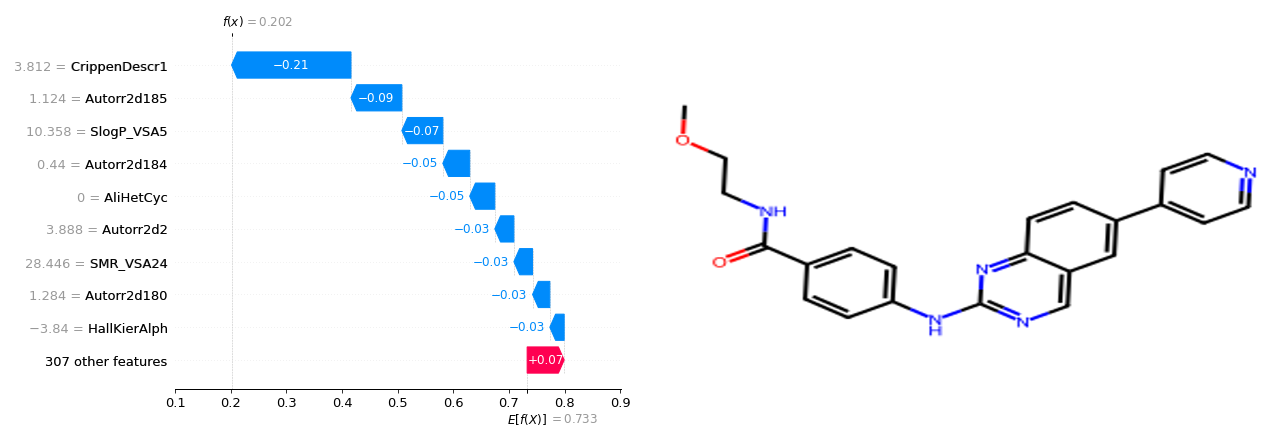 f(x) = 0.202
3.812 = CrippenDescr1
−0.21
1.124 = Autorr2d185
−0.09
10.358 = SlogP_VSA5
−0.07
0.44 = Autorr2d184
−0.05
0 = AliHetCyc
−0.05
3.888 = Autorr2d2
−0.03
28.446 = SMR_VSA24
−0.03
1.284 = Autorr2d180
−0.03
−3.84 = HallKierAlph
−0.03
307 other features
+0.07
0.1 0.2 0.3 0.4 0.5 0.6 0.7 0.8 0.9
E[f(X)] = 0.733
O
NH
O
N
H
N
N
N